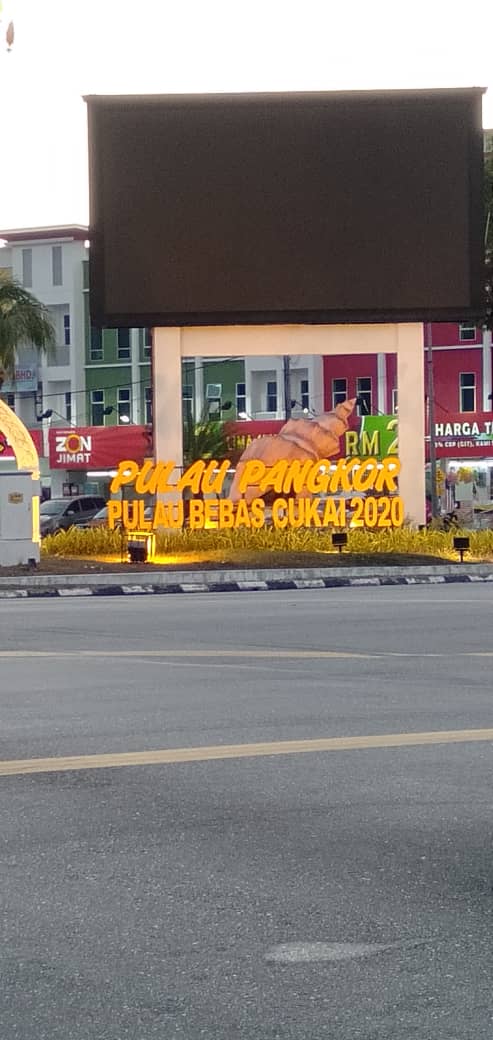 ZON
JIMAT
RM 2
HARGA
PULAU PANGKOR
PULAU BEBAS CUKAI 2020